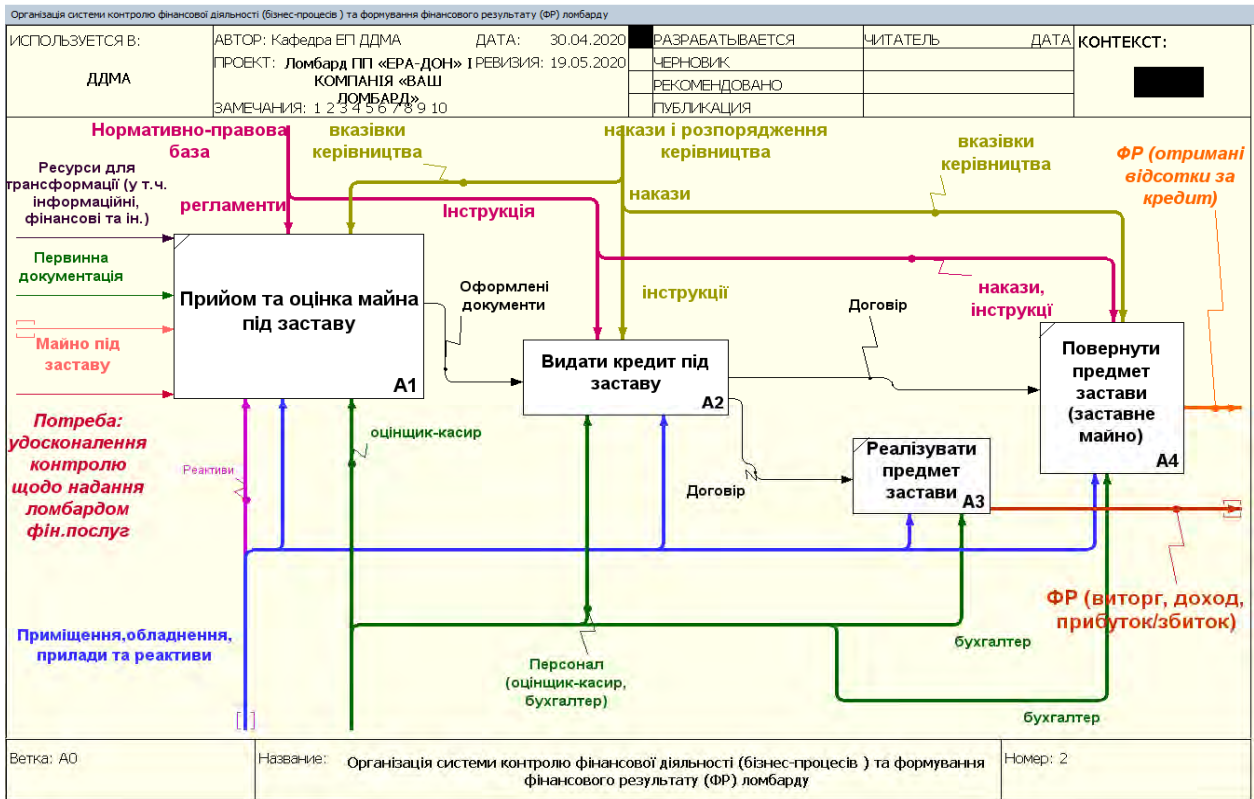 Організація системи контролю фінансової діяльності (бізнес-процесів ) та формування фінансового результату (ФР) ломбарду
ИСПОЛЬЗУЕТСЯ В:
ДДМА
АВТОР: Кафедра ЕП ДДМА
ДАТА: 30.04.2020
ПРОЕКТ: Ломбард ПП «ЕРА-ДОН» І
КОМПАНІЯ «ВАШ
ЛОМБАРД»
РЕВИЗИЯ: 19.05.2020
ЗАМЕЧАНИЯ: 1 2 3 4 5 6 7 8 9 10
РАЗРАБАТЫВАЕТСЯ
ЧЕРНОВИК
РЕКОМЕНДОВАНО
ПУБЛИКАЦИЯ
ЧИТАТЕЛЬ
ДАТА
КОНТЕКСТ:
Нормативно-правова
база
вказівки
керівництва
накази і розпорядження
керівництва
вказівки
керівництва
ФР (отримані
відсотки за
кредит)
Ресурси для
трансформації (у т.ч.
інформаційні,
фінансові та ін.)
регламенти
Інструкція
накази
Первинна
документація
Прийом та оцінка майна
під заставу
А1
Оформлені
документи
інструкції
Договір
накази,
інструкції
Майно під
заставу
Видати кредит під
заставу
А2
Повернути
предмет
застави
(заставне
майно)
А4
Потреба:
удосконалення
контролю
щодо надання
ломбардом
фін.послуг
оцінщик-касир
Реактиви
Договір
Реалізувати
предмет
застави
А3
ФР (виторг, доход,
прибуток/збиток)
Приміщення,обладнення,
прилади та реактиви
Персонал
(оцінщик-касир,
бухгалтер)
бухгалтер
бухгалтер
Ветка: А0
Название:
Організація системи контролю фінансової діяльності (бізнес-процесів ) та формування
фінансового результату (ФР) ломбарду
Номер: 2